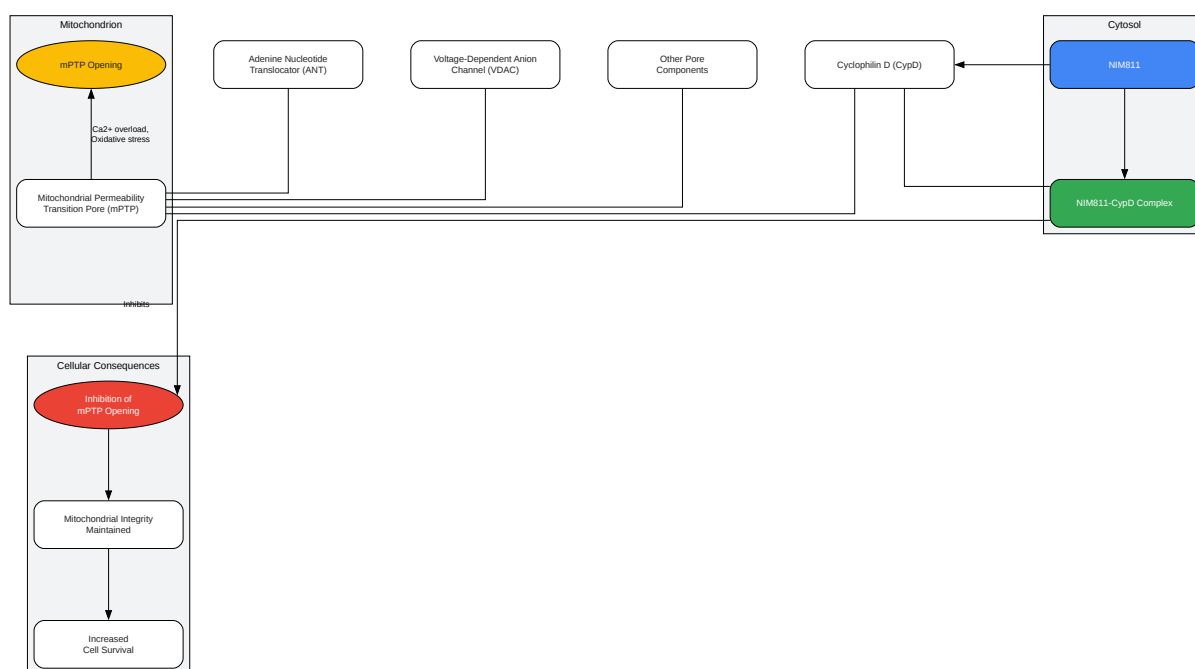 Mitochondrion
mPTP Opening
Ca2+ overload,
Oxidative stress
Mitochondrial Permeability
Transition Pore (mPTP)
Adenine Nucleotide
Translocator (ANT)
Voltage-Dependent Anion
Channel (VDAC)
Other Pore
Components
Cyclophilin D (CypD)
Cytosol
NIM811
NIM811-CypD Complex
Inhibits
Cellular Consequences
Inhibition of
mPTP Opening
Mitochondrial Integrity
Maintained
Increased
Cell Survival